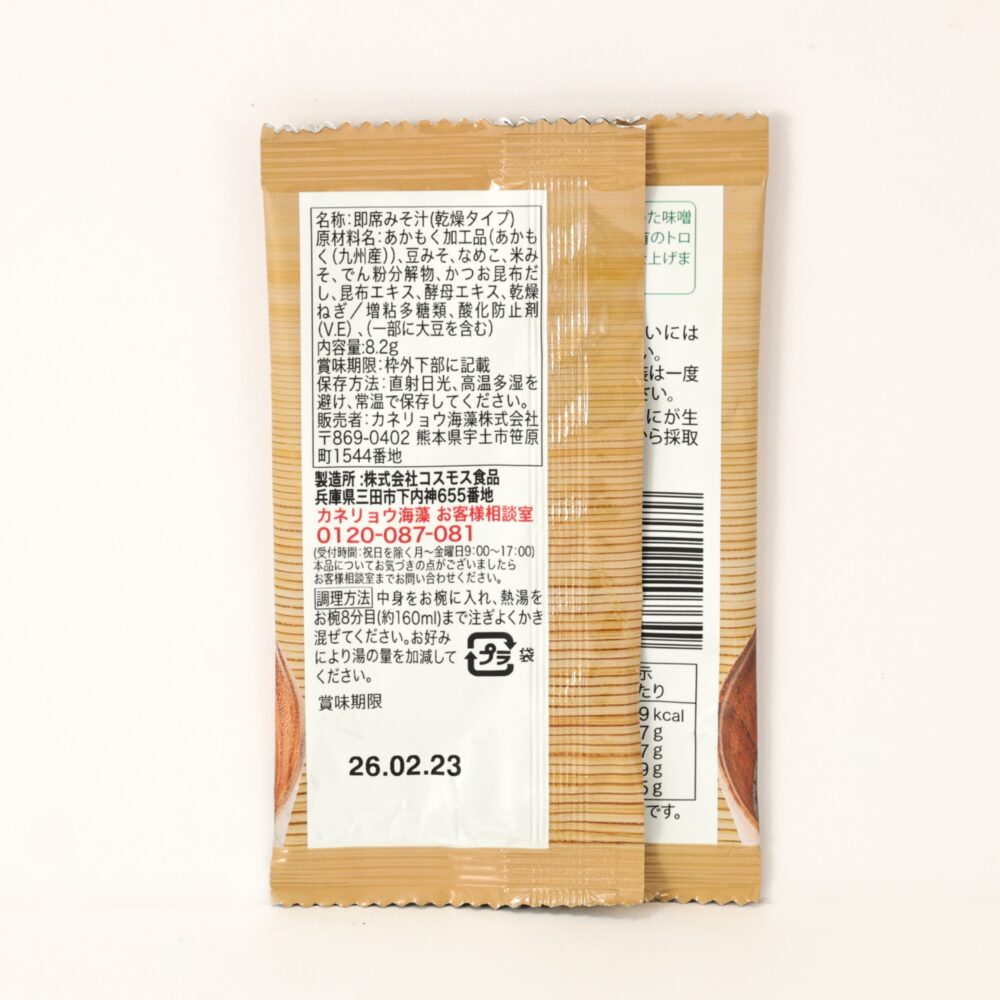 名称:即席みそ汁(乾燥タイプ)
原材料名:あかもく加工品(あかも
く(九州産))、豆みそ、なめこ、米み
そ、でん粉分解物、かつお昆布だ
し、昆布エキス、酵母エキス、乾燥
ねぎ/増粘多糖類、酸化防止剤
(V.E)、(一部に大豆を含む)
内容量:8.2g
賞味期限:枠外下部に記載
保存方法:直射日光、高温多湿を
避け、常温で保存してください。
販売者:カネリョウ海藻株式会社
〒869-0402 熊本県宇土市笹原
町1544番地
製造所:株式会社コスモス食品
兵庫県三田市下内神655番地
カネリョウ海藻 お客様相談室
0120-087-081
(受付時間:祝日を除く月〜金曜日9:00〜17:00)
本品についてお気づきの点がございましたら
お客様相談室までお問い合わせください。
調理方法 中身をお椀に入れ、熱湯を
お椀8分目(約160ml)まで注ぎよくかき
混ぜてください。お好み
により湯の量を加減して
ください。
プラ 袋
賞味期限
26.02.23
た味噌
のトロ
上げま
いには
い。
は一度
さい。
にが生
から採取
示
たり
9kcal
7g
7g
9g
5g
です。